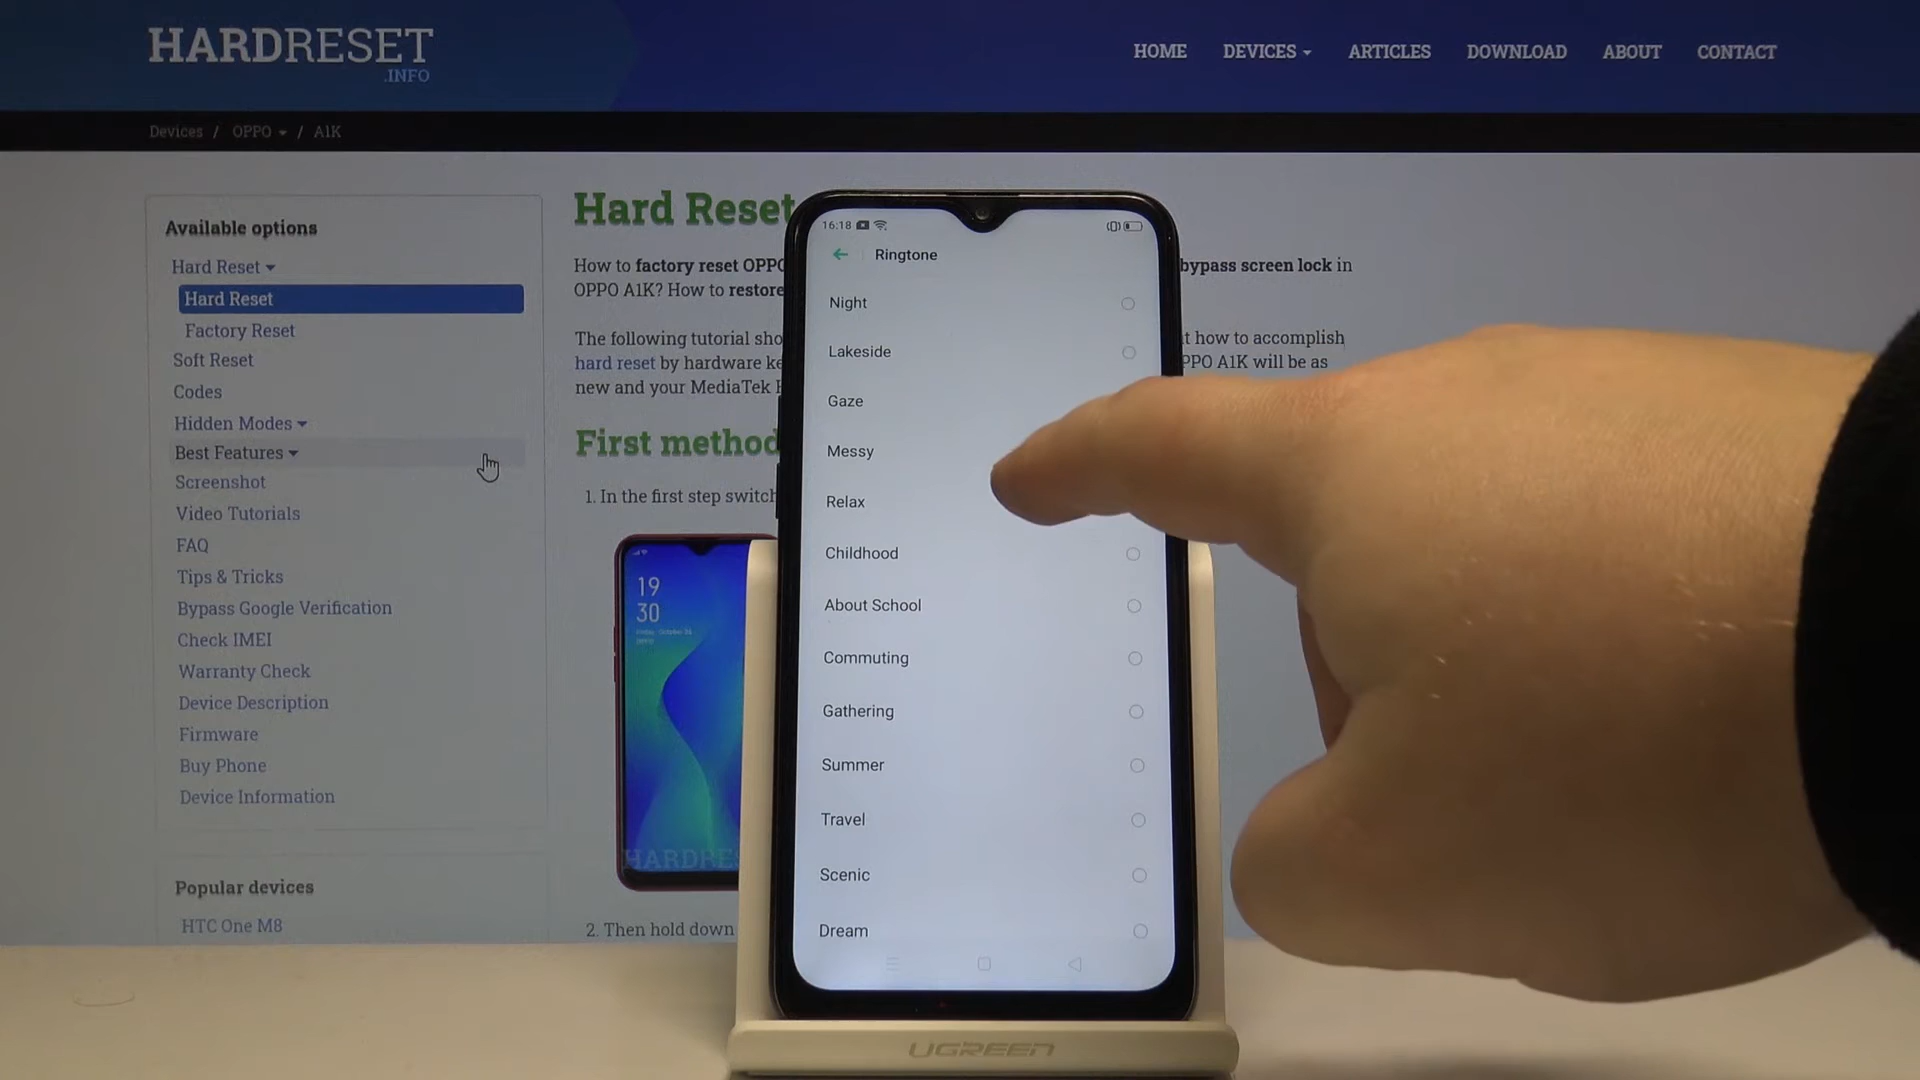 HARDRESET
.INFO
HOME DEVICES ARTICLES DOWNLOAD ABOUT CONTACT
Devices / OPPO / A1K
Available options
Hard Reset
Hard Reset
Factory Reset
Soft Reset
Codes
Hidden Modes
Best Features
Screenshot
Video Tutorials
FAQ
Tips & Tricks
Bypass Google Verification
Check IMEI
Warranty Check
Device Description
Firmware
Buy Phone
Device Information
Popular devices
HTC One M8
Hard Reset
How to factory reset OPPO bypass screen lock in
OPPO A1K? How to restore
The following tutorial how to accomplish
hard reset by hardware A1K will be as
new and your MediaTek
First method
1. In the first step switch
19
30
HARDRES
2. Then hold down
16:18
Ringtone
Night
Lakeside
Gaze
Messy
Relax
Childhood
About School
Commuting
Gathering
Summer
Travel
Scenic
Dream
UGREEN